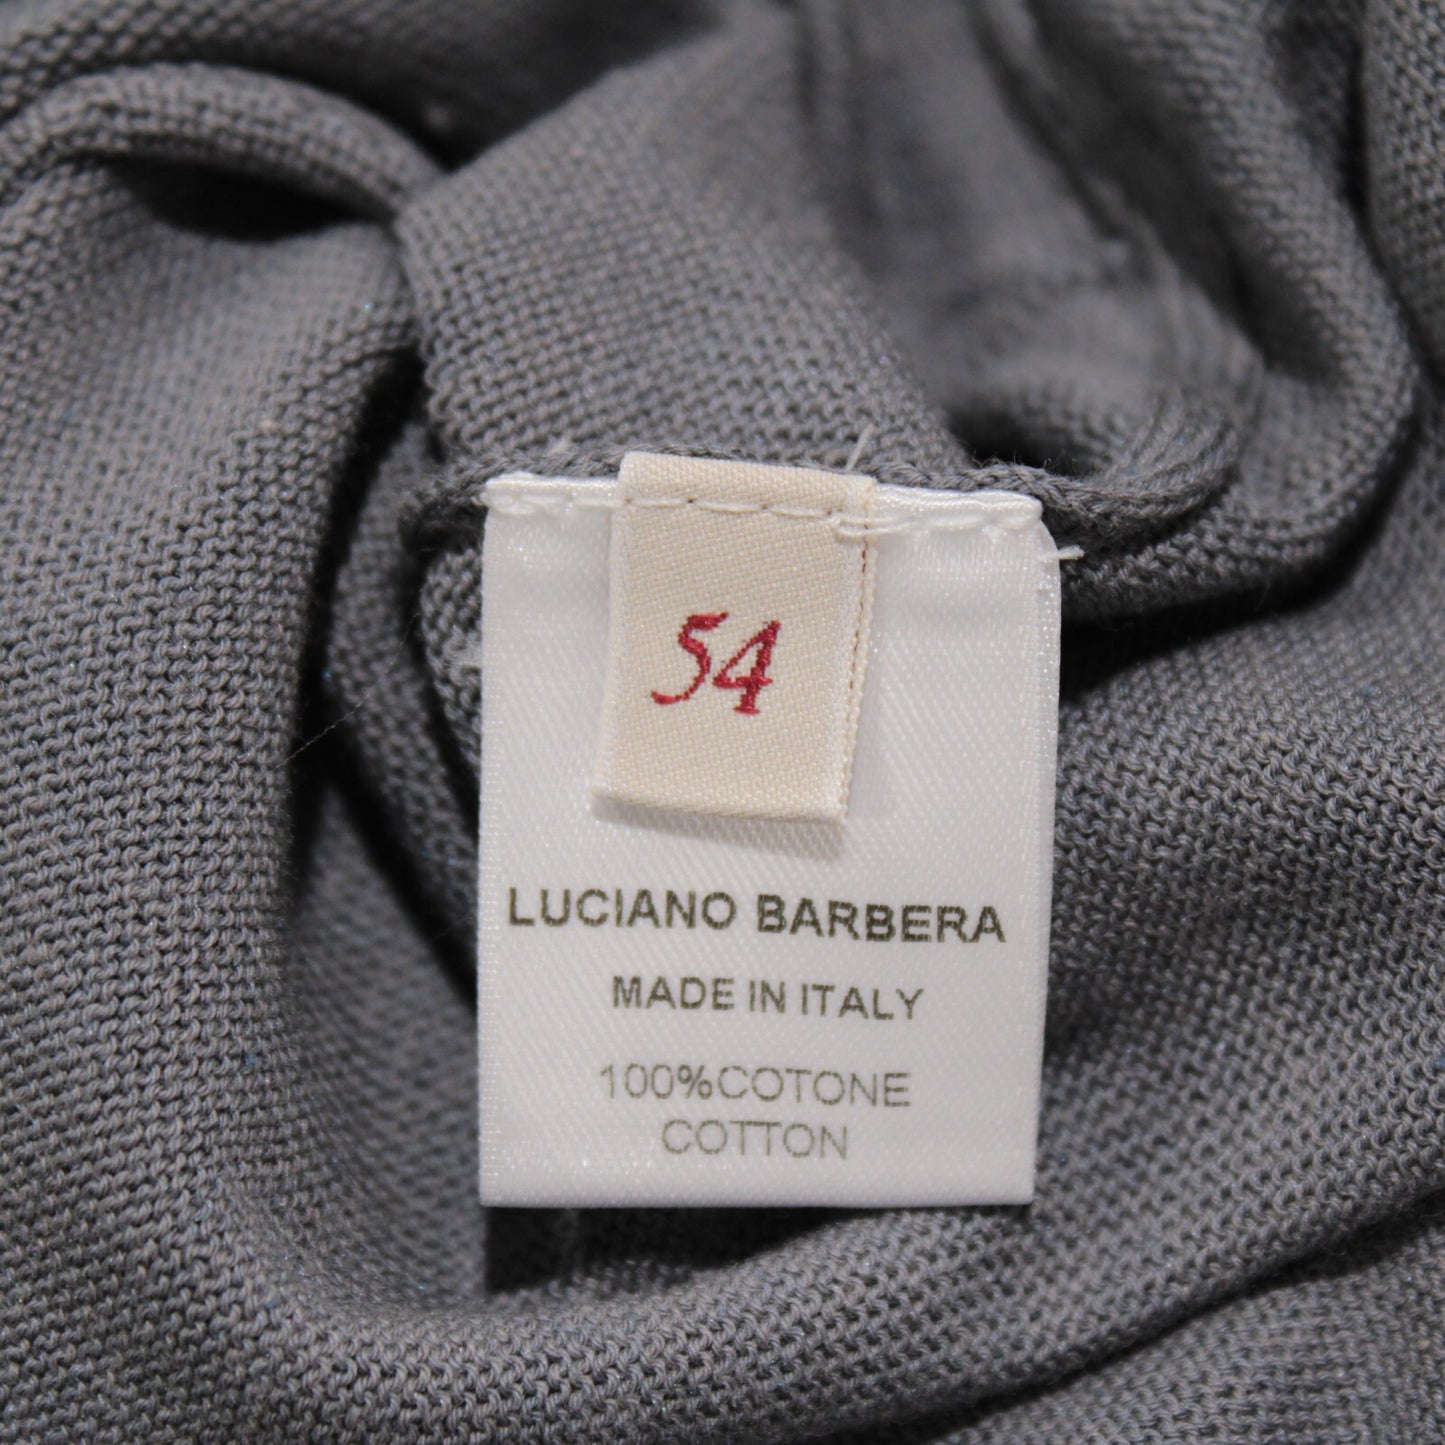 54
LUCIANO BARBERA
MADE IN ITALY
100%COTONE
COTTON